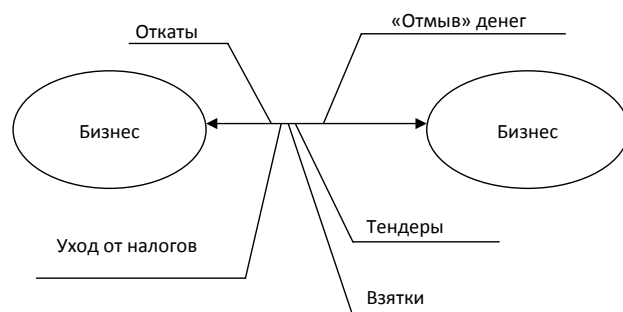 Откаты
«Отмыв» денег
Бизнес
Бизнес
Уход от налогов
Тендеры
Взятки